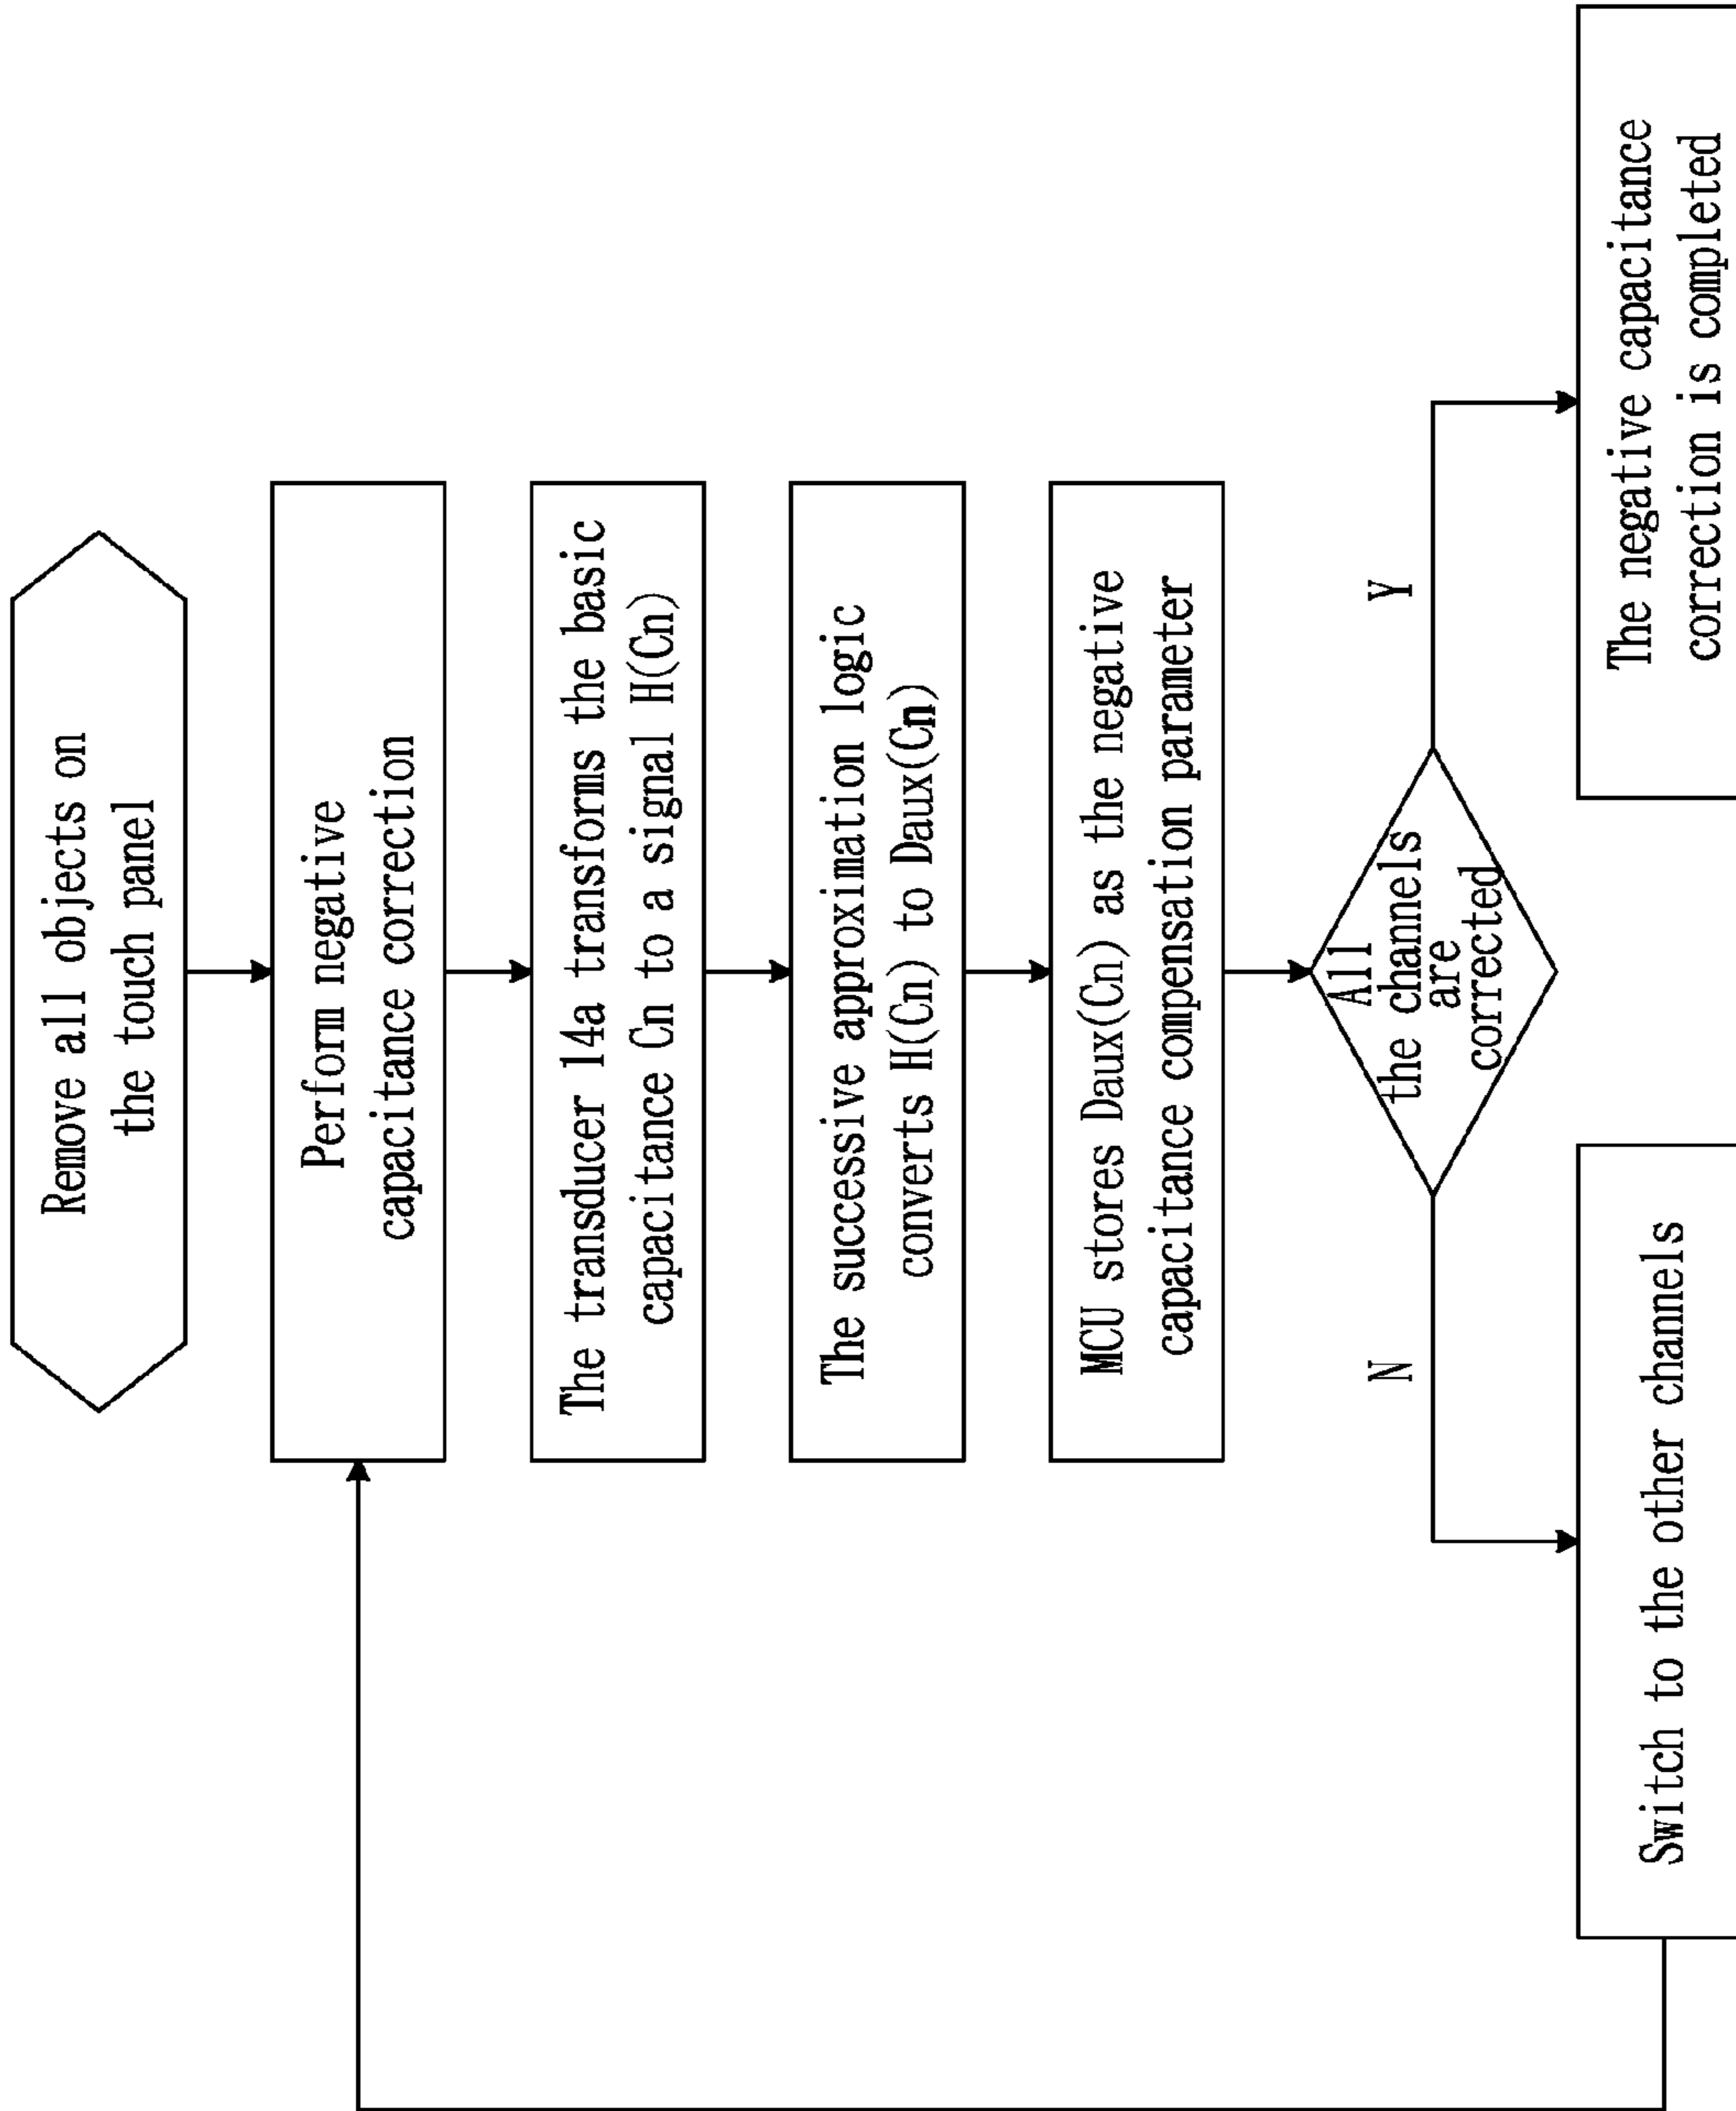 Remove all objects on
the touch panel
Perform negative
capacitance correction
The transducer 14a transforms the basic
capacitance Cn to a signal H(Cn)
The successive approximation logic
converts H(Cn) to Daux(Cn)
MCU stores Daux(Cn) as the negative
capacitance compensation parameter
All
the channels
are
corrected
N
Y
Switch to the other channels
The negative capacitance
correction is completed